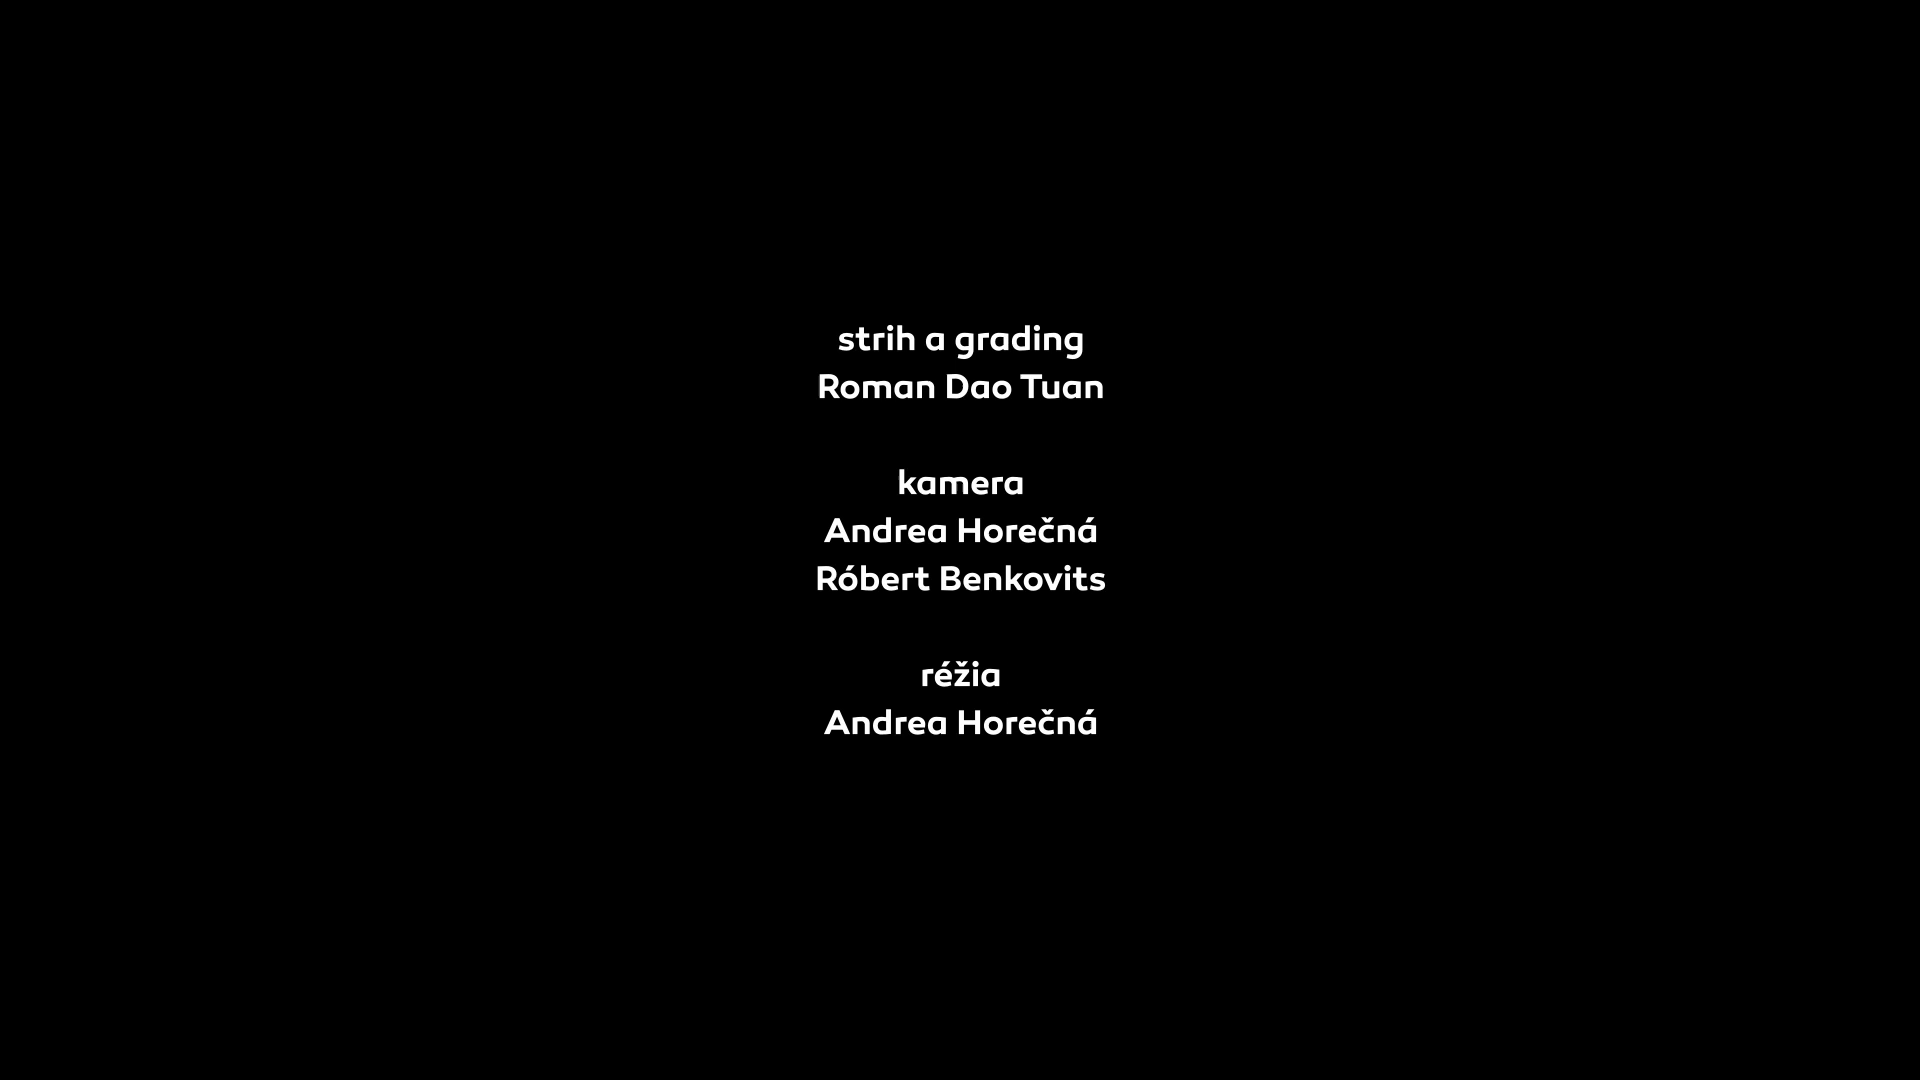 strih a grading
Roman Dao Tuan
kamera
Andrea Horečná
Róbert Benkovits
réžia
Andrea Horečná